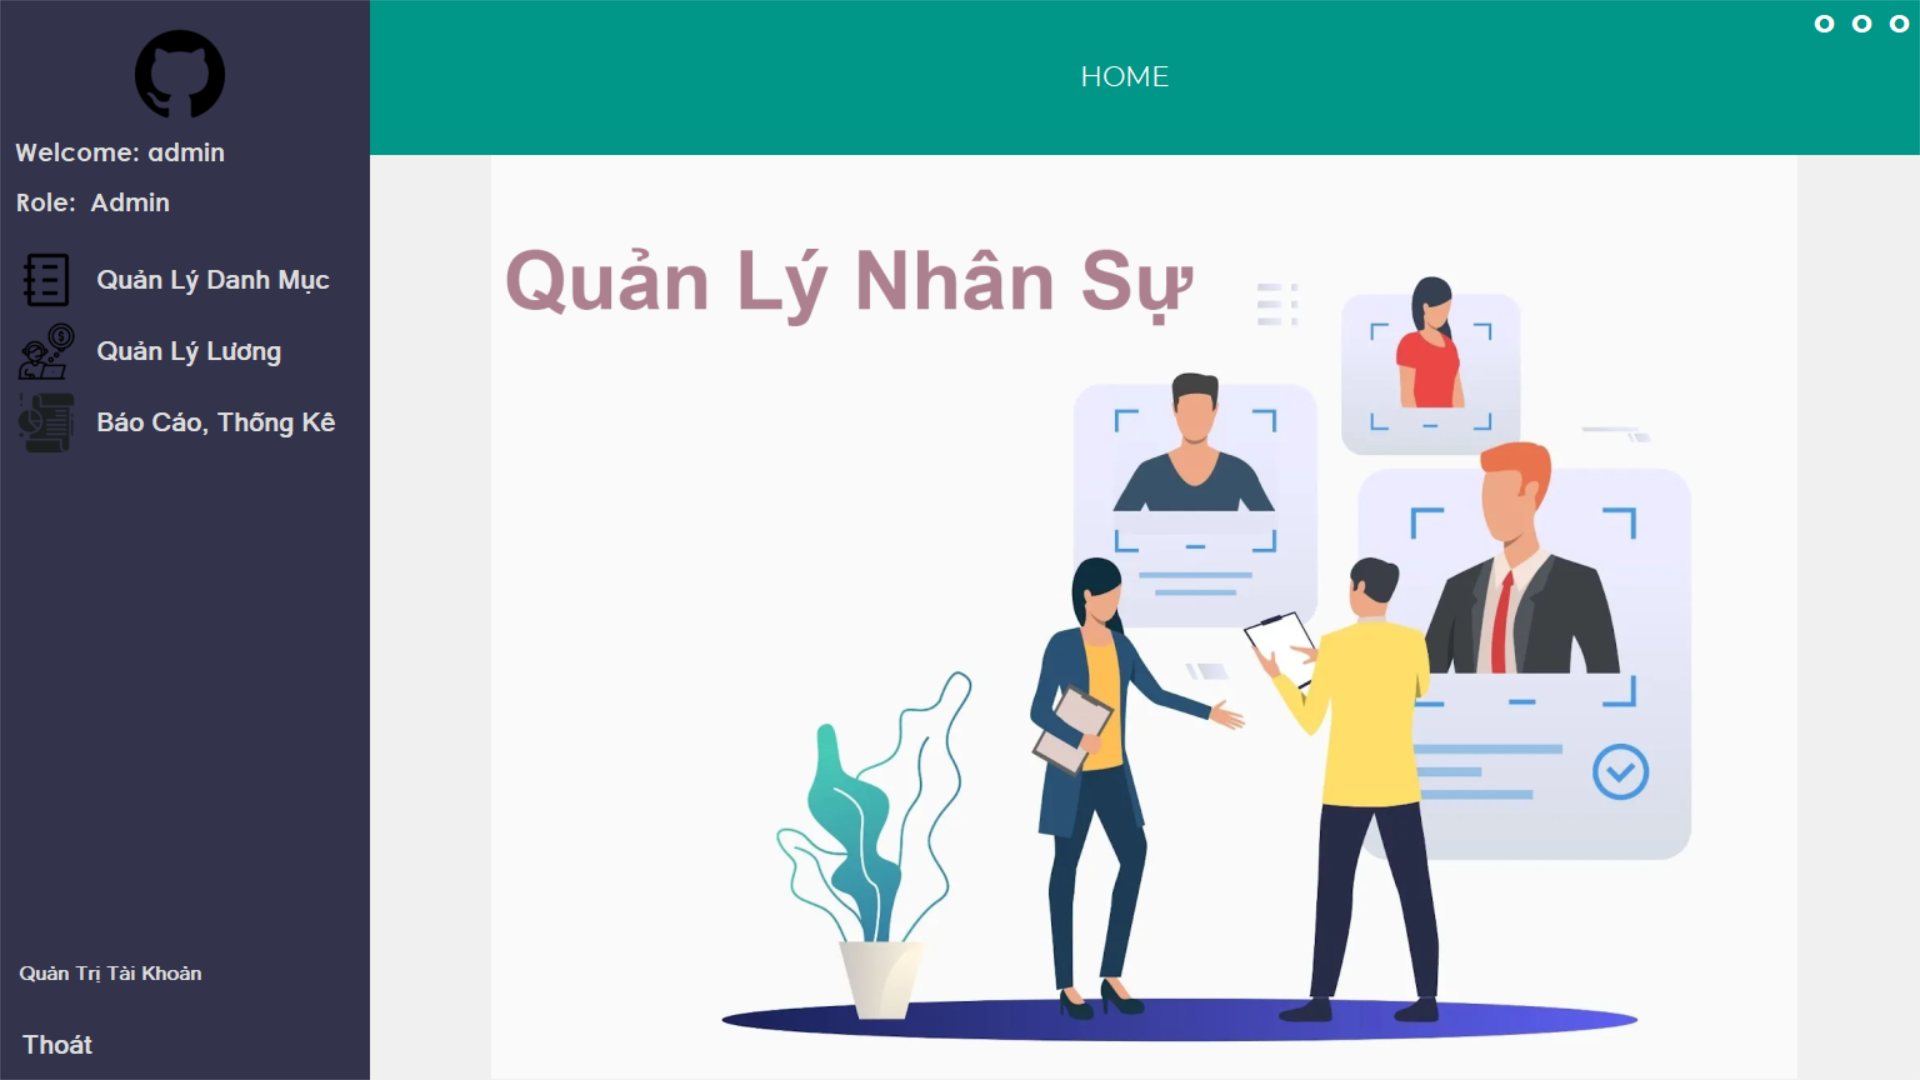 HOME
Welcome: admin
Role: Admin
Quản Lý Danh Mục
Quản Lý Lương
Báo Cáo, Thống Kê
Quản Trị Tài Khoản
Thoát
Quản Lý Nhân Sự